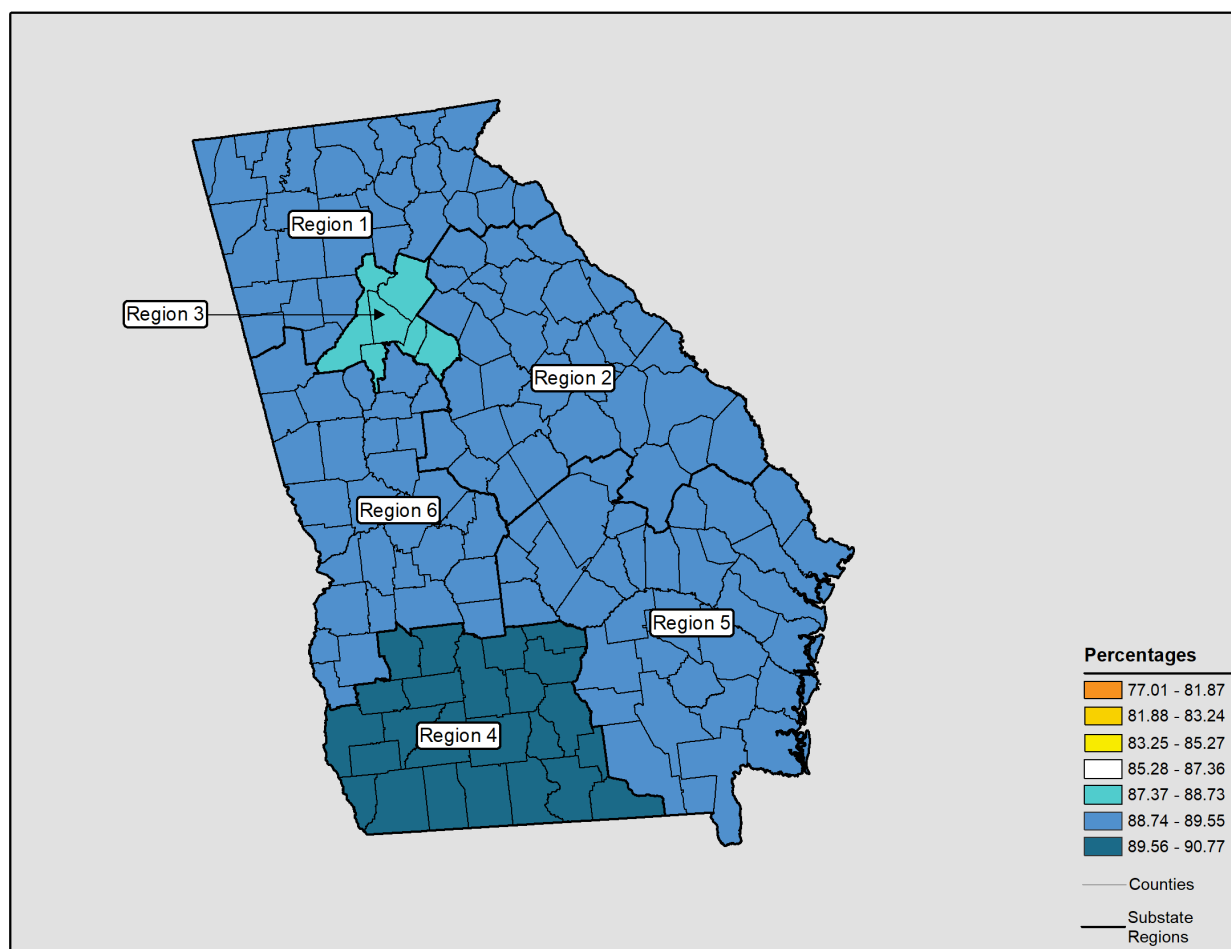 Region 1
Region 3
Region 2
Region 6
Region 5
Region 4
Percentages
77.01 - 81.87
81.88 - 83.24
83.25 - 85.27
85.28 - 87.36
87.37 - 88.73
88.74 - 89.55
89.56 - 90.77
Counties
Substate
Regions